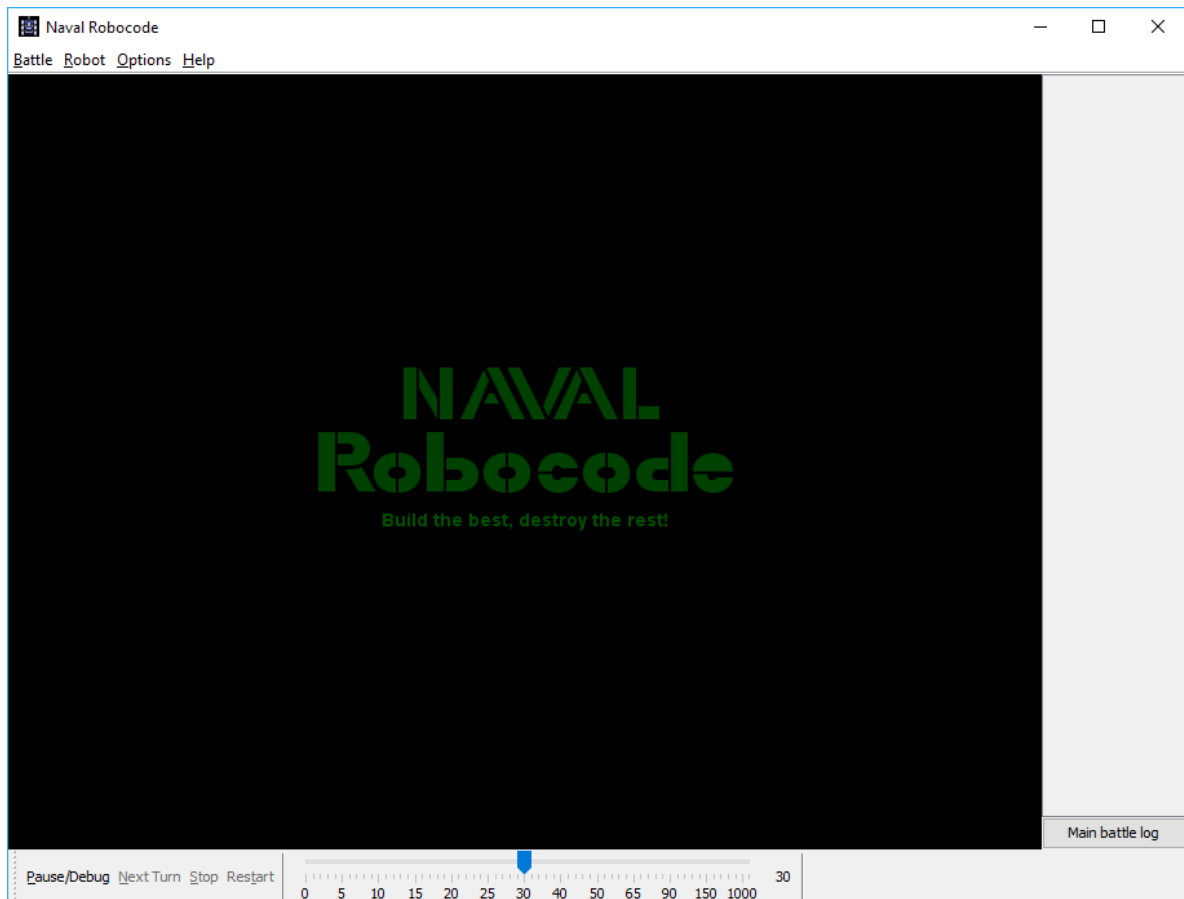 Naval Robocode
Battle Robot Options Help
NAVAL
Robocode
Build the best, destroy the rest!
Main battle log
Pause/Debug Next Turn Stop Restart 30
0 5 10 15 20 25 30 40 50 65 90 150 1000